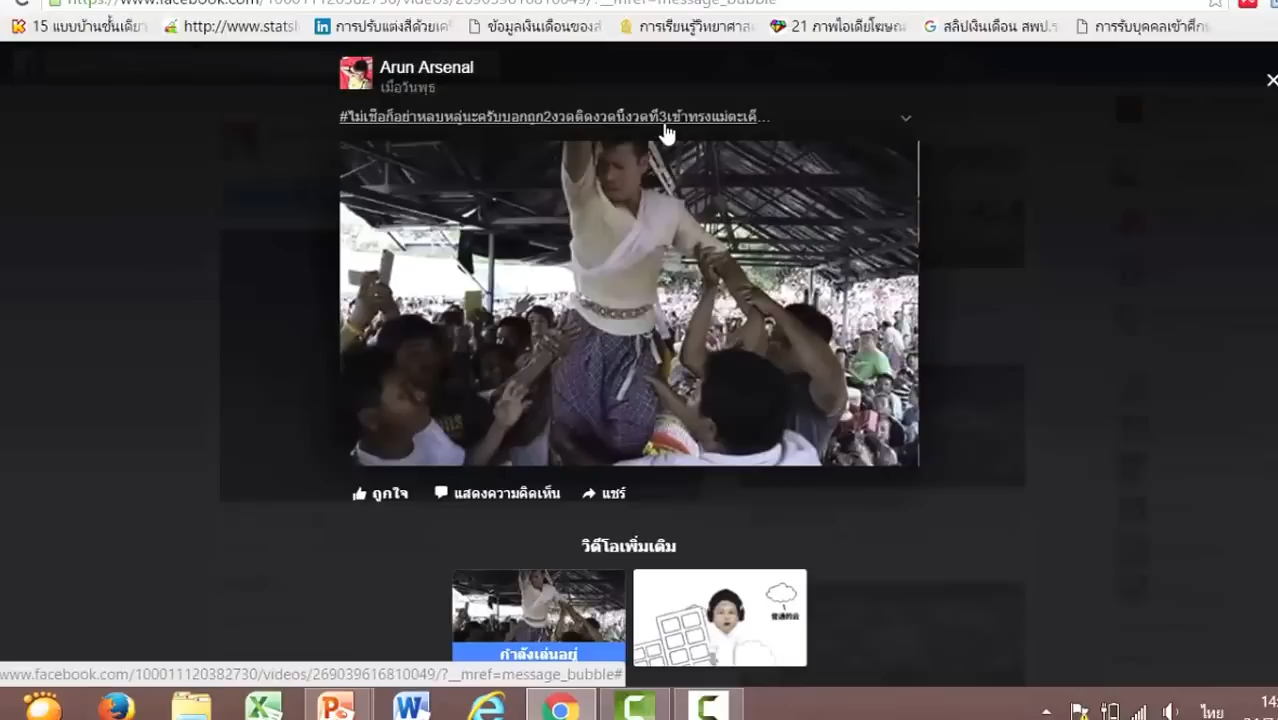 https://www.facebook.com/100011120382730/videos/269039616810049/?__mref=message_bubble
15 แบบบ้านชั้นเดียว http://www.statsl การปรับแต่งสีด้วยเค ข้อมูลเงินเดือนของส การเรียนรู้วิทยาศาส 21 ภาพไอเดียโฆษณ สลิปเงินเดือน สพป.ร การรับบุคคลเข้าศึก
Arun Arsenal
เมื่อวันพุธ
#ไม่เชื่อก็อย่าหลบหลู่นะครับบอกถูก2งวดติดงวดนี้งวดที่3เข้าทรงแม่ตะเคี...
ถูกใจ แสดงความคิดเห็น แชร์
วิดีโอเพิ่มเติม
กำลังเล่นอยู่
www.facebook.com/100011120382730/videos/269039616810049/?__mref=message_bubble#
ไทย
14: